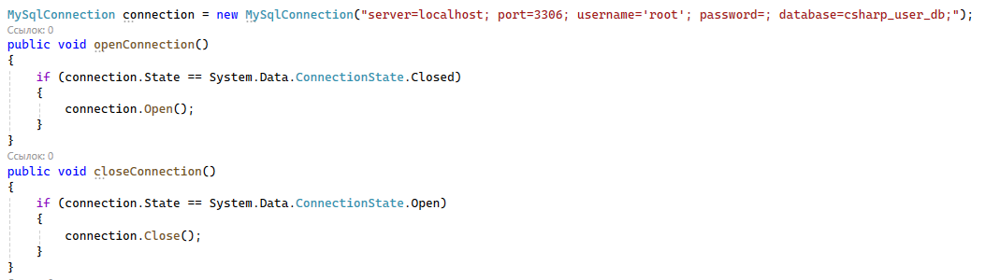 MySqlConnection connection = new MySqlConnection("server=localhost; port=3306; username='root'; password=; database=csharp_user_db;");
Ссылок: 0
public void openConnection()
{
if (connection.State == System.Data.ConnectionState.Closed)
{
connection.Open();
}
}
Ссылок: 0
public void closeConnection()
{
if (connection.State == System.Data.ConnectionState.Open)
{
connection.Close();
}
}